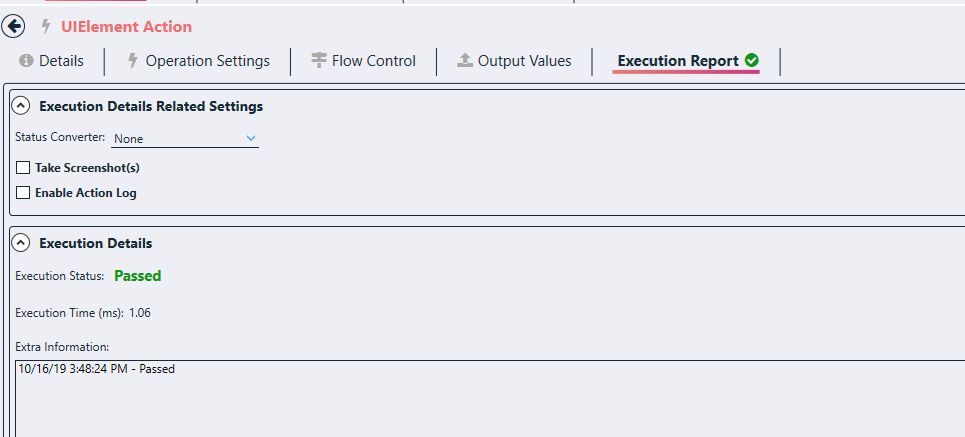 UIElement Action
Details
Operation Settings
Flow Control
Output Values
Execution Report
Execution Details Related Settings
Status Converter: None
Take Screenshot(s)
Enable Action Log
Execution Details
Execution Status: Passed
Execution Time (ms): 1.06
Extra Information:
10/16/19 3:48:24 PM - Passed